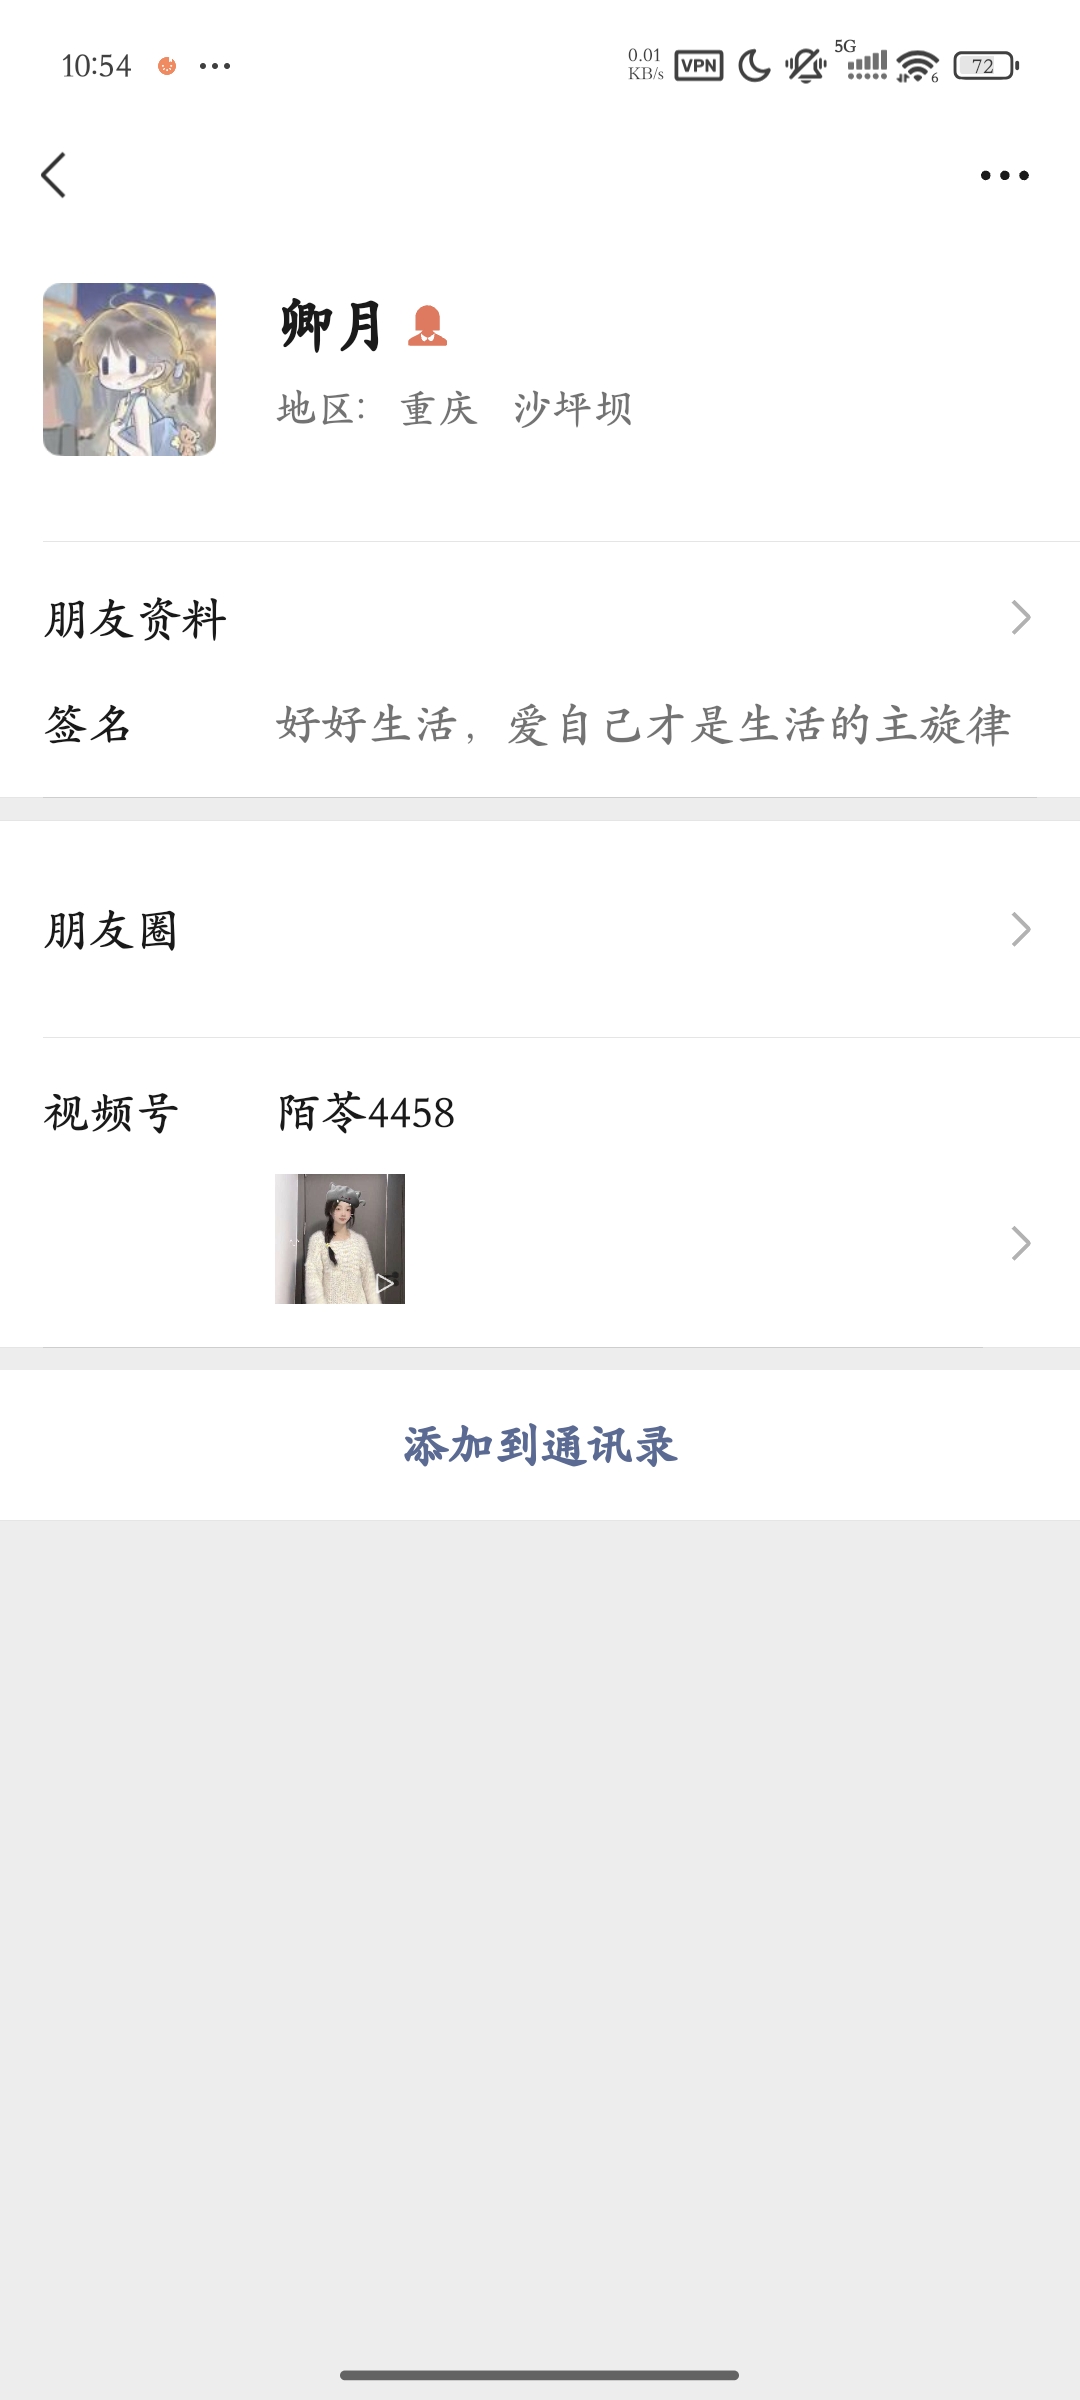 10:54
0.01
KB/s
VPN
5G
6
72
卿月
地区： 重庆 沙坪坝
朋友资料
签名 好好生活，爱自己才是生活的主旋律
朋友圈
视频号 陌苓4458
添加到通讯录